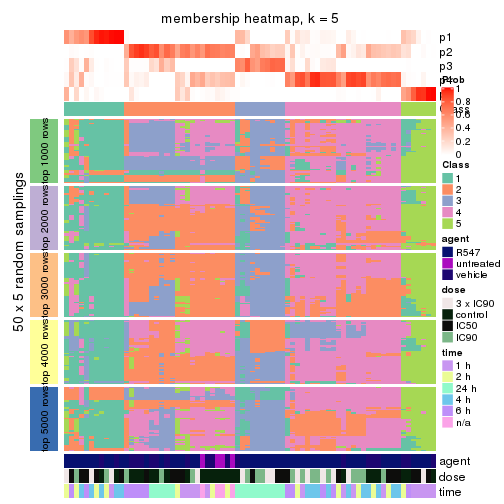 membership heatmap, k = 5
p1
p2
p3
Prob
1
0.8
0.6
0.4
0.2
0
Class
1
2
3
4
5
agent
R547
untreated
vehicle
dose
3 x IC90
control
IC50
IC90
time
1 h
2 h
24 h
4 h
6 h
n/a
50 x 5 random samplings
top 1000 rows
top 2000 rows
top 3000 rows
top 4000 rows
top 5000 rows
agent
dose
time